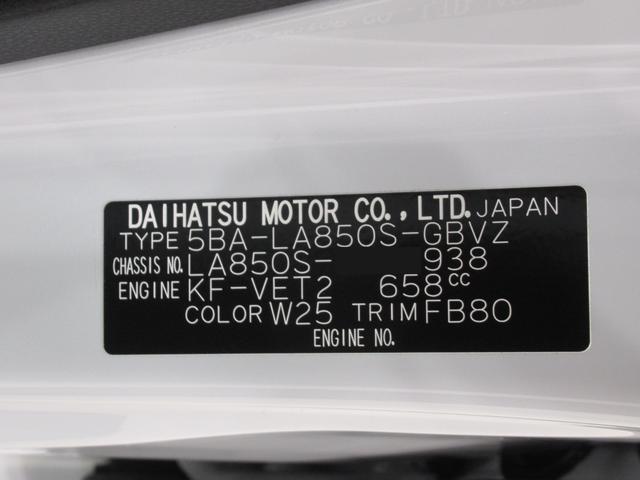 DAIHATSU MOTOR CO., LTD. JAPAN
TYPE 5BA-LA850S-GBVZ
CHASSIS NO. LA850S- 938
ENGINE KF-VET2 658cc
COLOR W25 TRIM FB80
ENGINE NO.